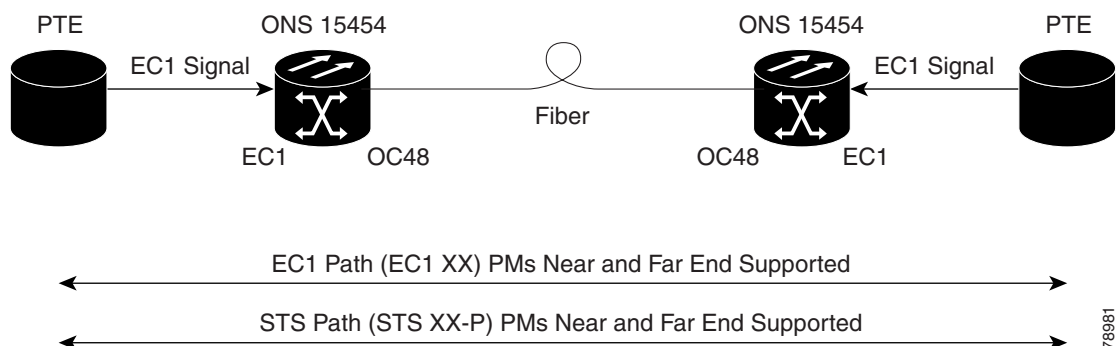 PTE
ONS 15454
ONS 15454
PTE
EC1 Signal
EC1 Signal
Fiber
EC1
OC48
OC48
EC1
EC1 Path (EC1 XX) PMs Near and Far End Supported
STS Path (STS XX-P) PMs Near and Far End Supported
78981